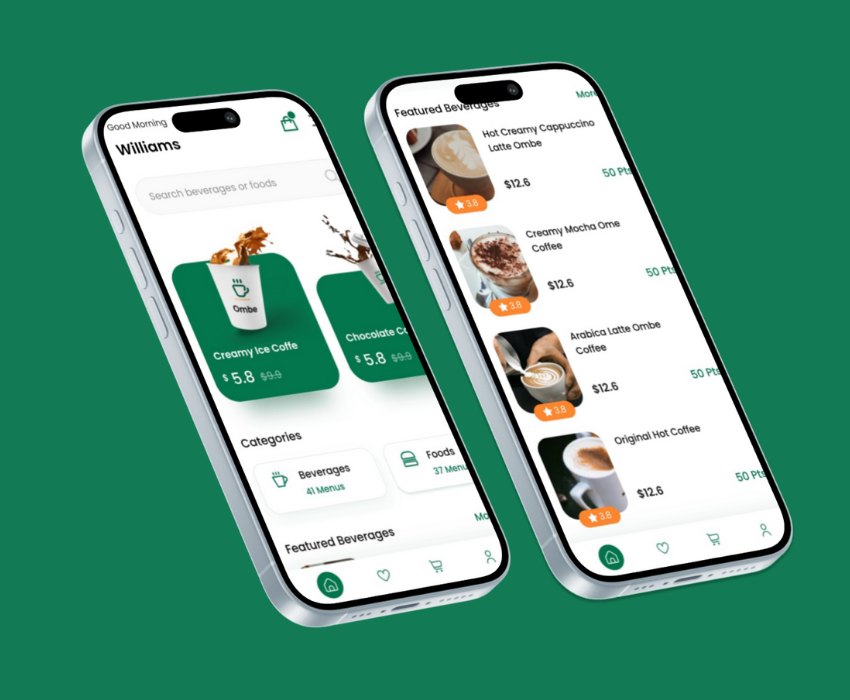 Good Morning
Williams
Search beverages or foods
Ombe
Creamy Ice Coffe
$ 5.8 $9.9
Chocolate Co
$ 5.8 $9.9
Categories
Beverages
41 Menus
Foods
37 Menu
Featured Beverages
Mo
Featured Beverages
More
Hot Creamy Cappuccino
Latte Ombe
$12.6
50 Pts
3.8
Creamy Mocha Ome
Coffee
$12.6
50 Pts
3.8
Arabica Latte Ombe
Coffee
$12.6
50 Pts
3.8
Original Hot Coffee
$12.6
50 Pts
3.8